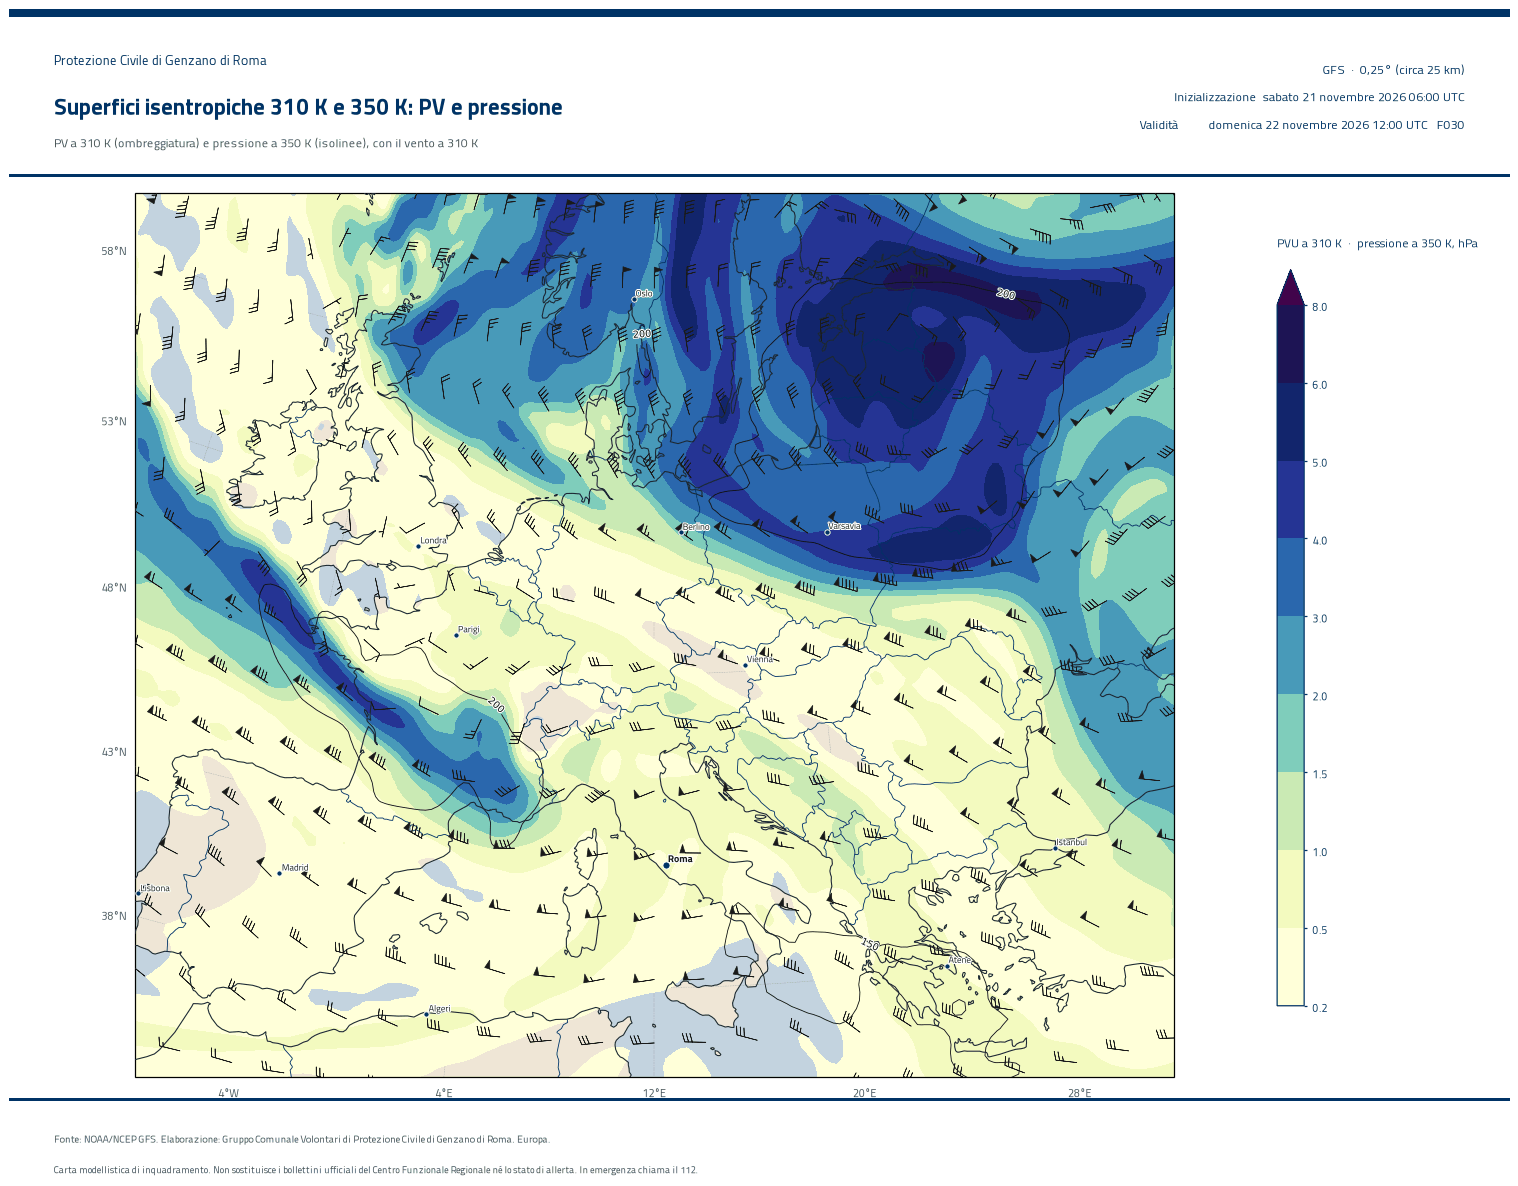 Protezione Civile di Genzano di Roma
Superfici isentropiche 310 K e 350 K: PV e pressione
PV a 310 K (ombreggiatura) e pressione a 350 K (isolinee), con il vento a 310 K
GFS · 0,25° (circa 25 km)
Inizializzazione sabato 21 novembre 2026 06:00 UTC
Validità domenica 22 novembre 2026 12:00 UTC F030
PVU a 310 K · pressione a 350 K, hPa
8.0
6.0
5.0
4.0
3.0
2.0
1.5
1.0
0.5
0.2
58°N
53°N
48°N
43°N
38°N
4°W
4°E
12°E
20°E
28°E
Oslo
200
200
Berlino
Varsavia
Londra
Parigi
Vienna
200
Roma
Istanbul
Madrid
Lisbona
150
Atene
Algeri
Fonte: NOAA/NCEP GFS. Elaborazione: Gruppo Comunale Volontari di Protezione Civile di Genzano di Roma. Europa.
Carta modellistica di inquadramento. Non sostituisce i bollettini ufficiali del Centro Funzionale Regionale né lo stato di allerta. In emergenza chiama il 112.